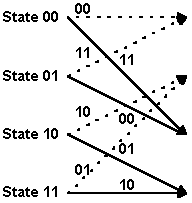 State 00 00
11
11
State 01
10
00
State 10
01
01
State 11 10